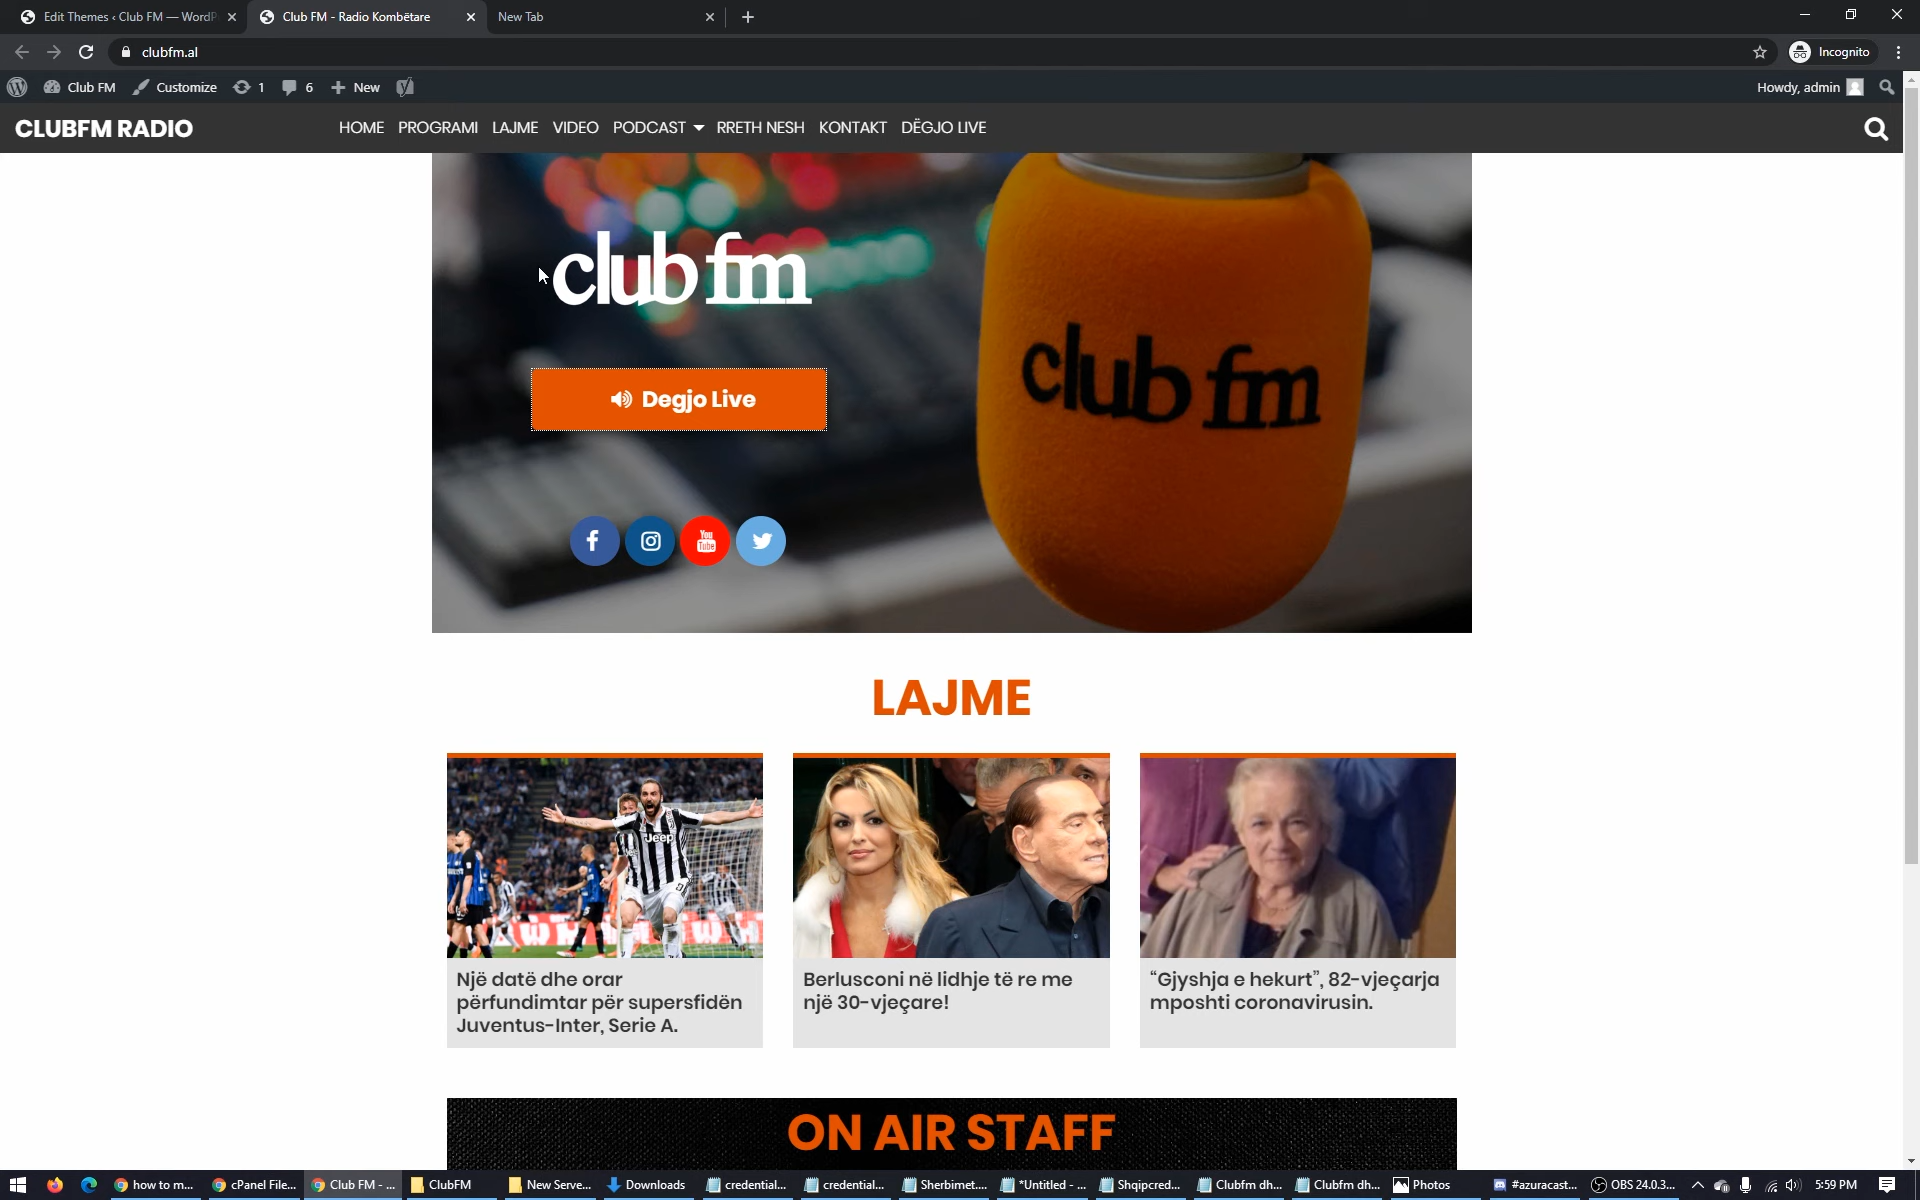 Edit Themes ‹ Club FM — WordP
Club FM - Radio Kombëtare
New Tab
clubfm.al
Incognito
Club FM
Customize
1
6
New
Howdy, admin
CLUBFM RADIO
HOME
PROGRAMI
LAJME
VIDEO
PODCAST
RRETH NESH
KONTAKT
DËGJO LIVE
club fm
club fm
Degjo Live
You
Tube
LAJME
Jeep
Një datë dhe orar
përfundimtar për supersfidën
Juventus-Inter, Serie A.
Berlusconi në lidhje të re me
një 30-vjeçare!
“Gjyshja e hekurt”, 82-vjeçarja
mposhti coronavirusin.
ON AIR STAFF
how to m...
cPanel File...
Club FM - ...
ClubFM
New Serve...
Downloads
credential...
credential...
Sherbimet....
*Untitled - ...
Shqipcred...
Clubfm dh...
Clubfm dh...
Photos
#azuracast...
OBS 24.0.3...
5:59 PM